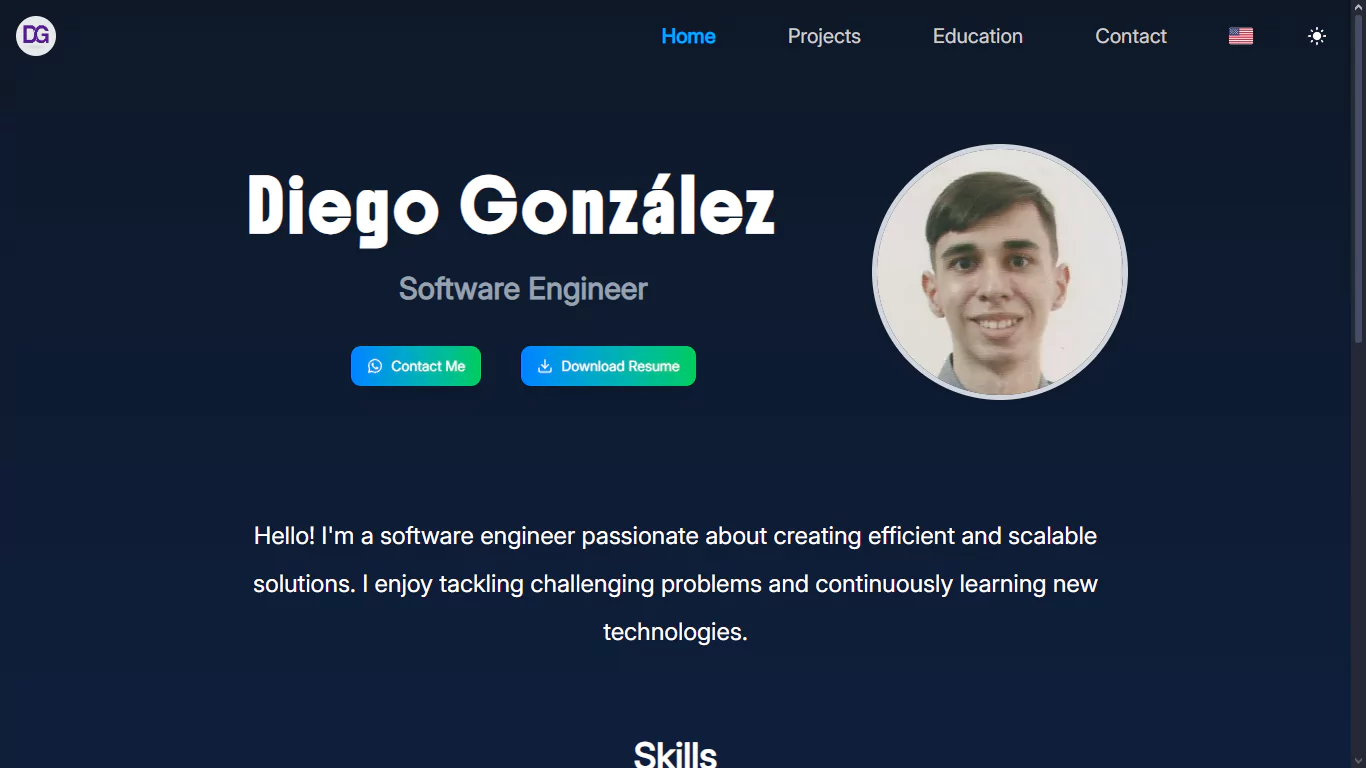 DG
Home
Projects
Education
Contact
Diego González
Software Engineer
Contact Me
Download Resume
Hello! I'm a software engineer passionate about creating efficient and scalable
solutions. I enjoy tackling challenging problems and continuously learning new
technologies.
Skills